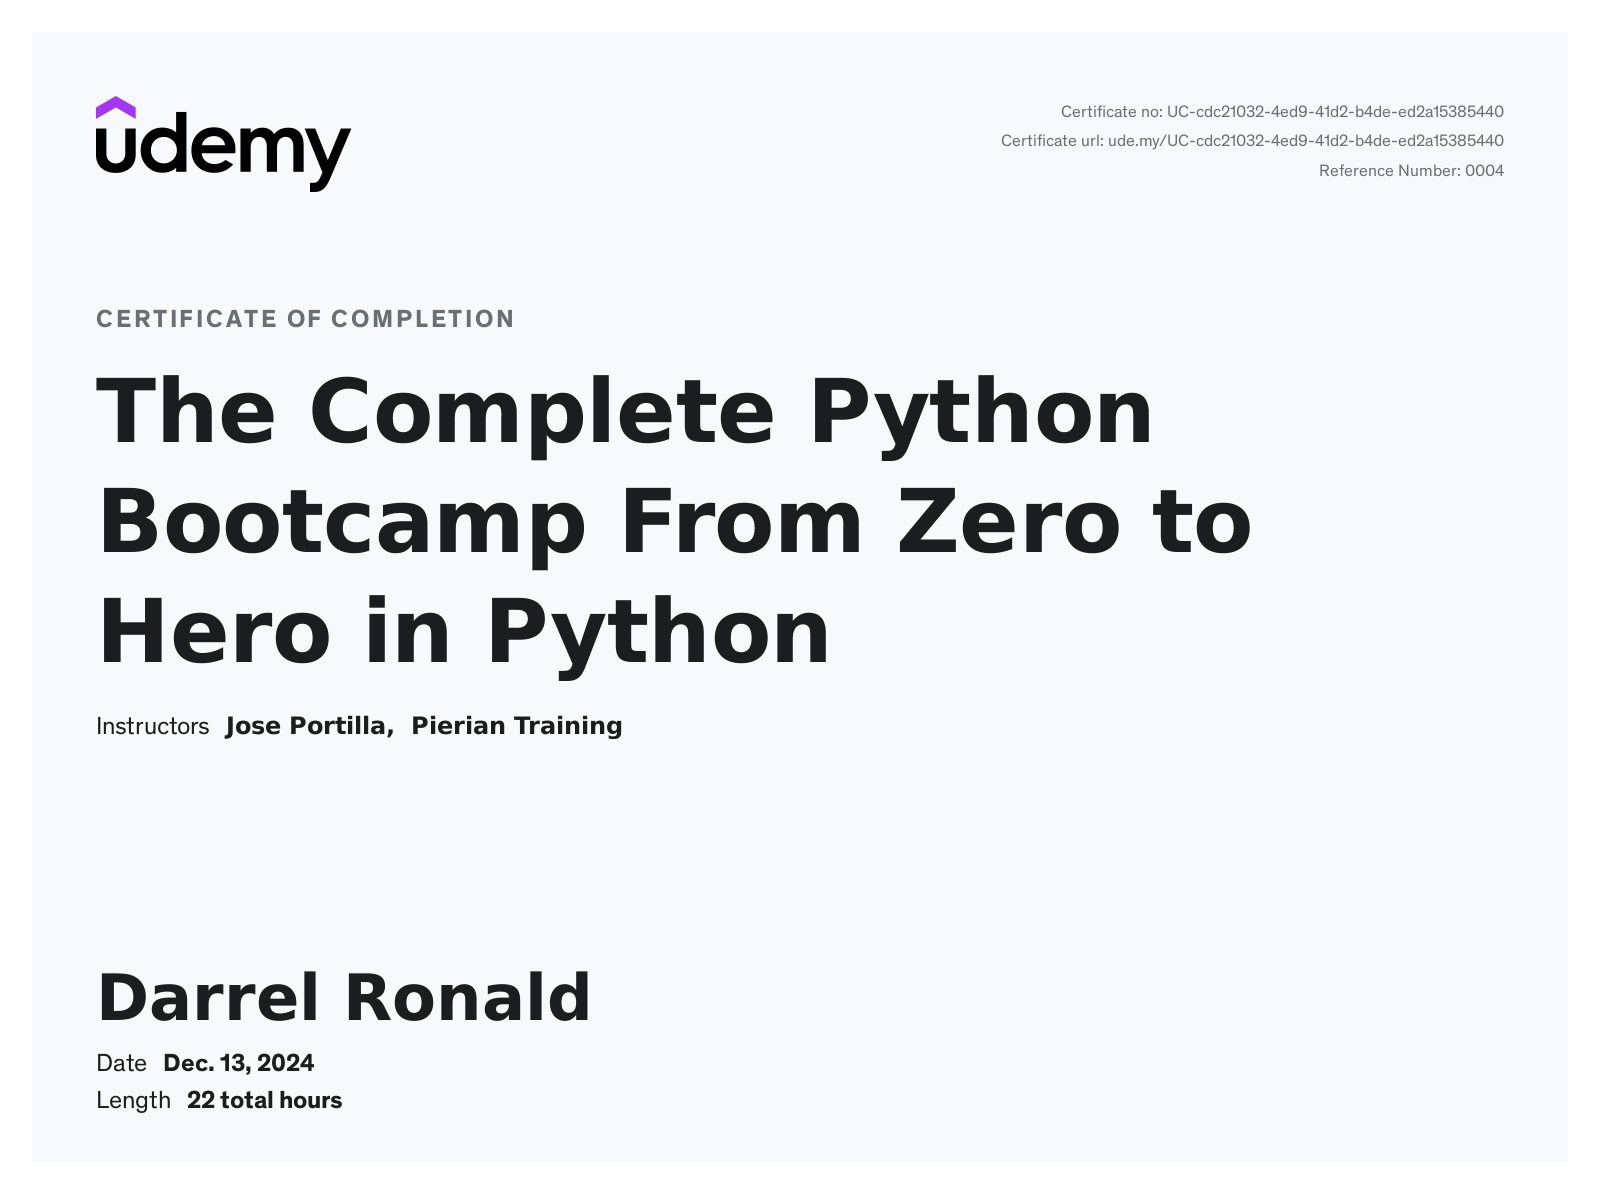 udemy
Certificate no: UC-cdc21032-4ed9-41d2-b4de-ed2a15385440
Certificate url: ude.my/UC-cdc21032-4ed9-41d2-b4de-ed2a15385440
Reference Number: 0004
CERTIFICATE OF COMPLETION
The Complete Python
Bootcamp From Zero to
Hero in Python
Instructors Jose Portilla, Pierian Training
Darrel Ronald
Date Dec. 13, 2024
Length 22 total hours